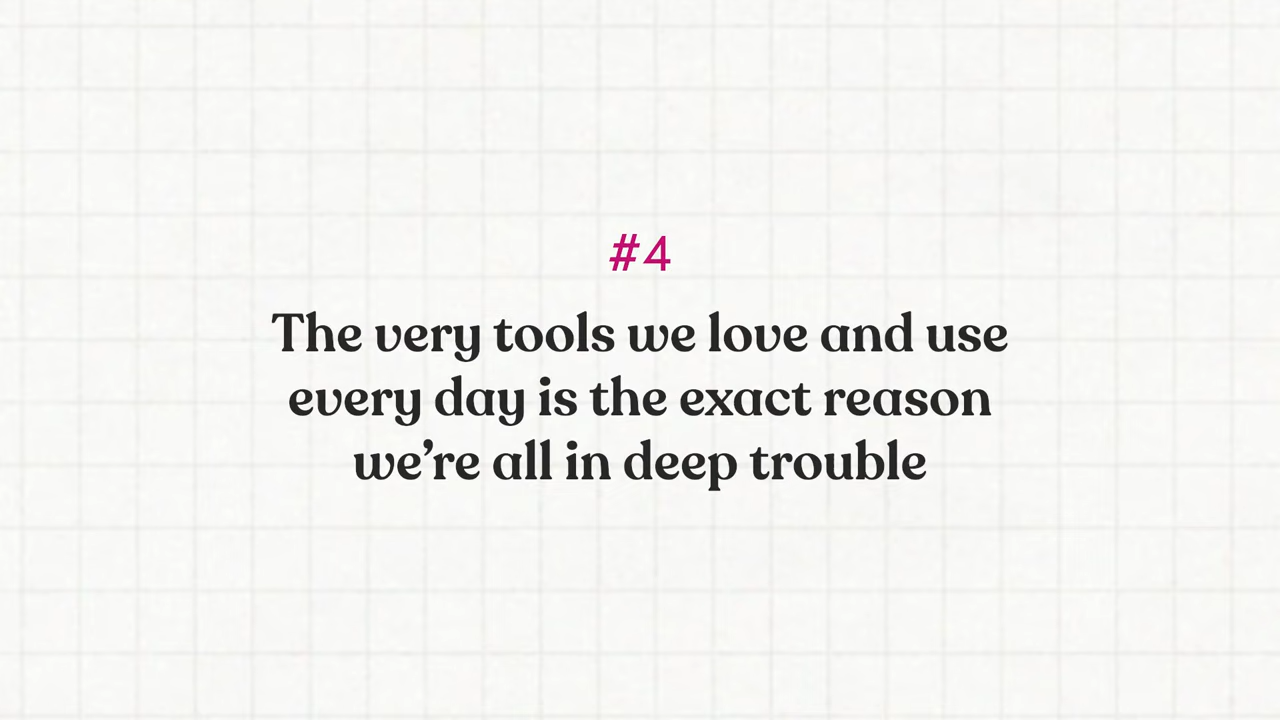 #4
The very tools we love and use
every day is the exact reason
we’re all in deep trouble